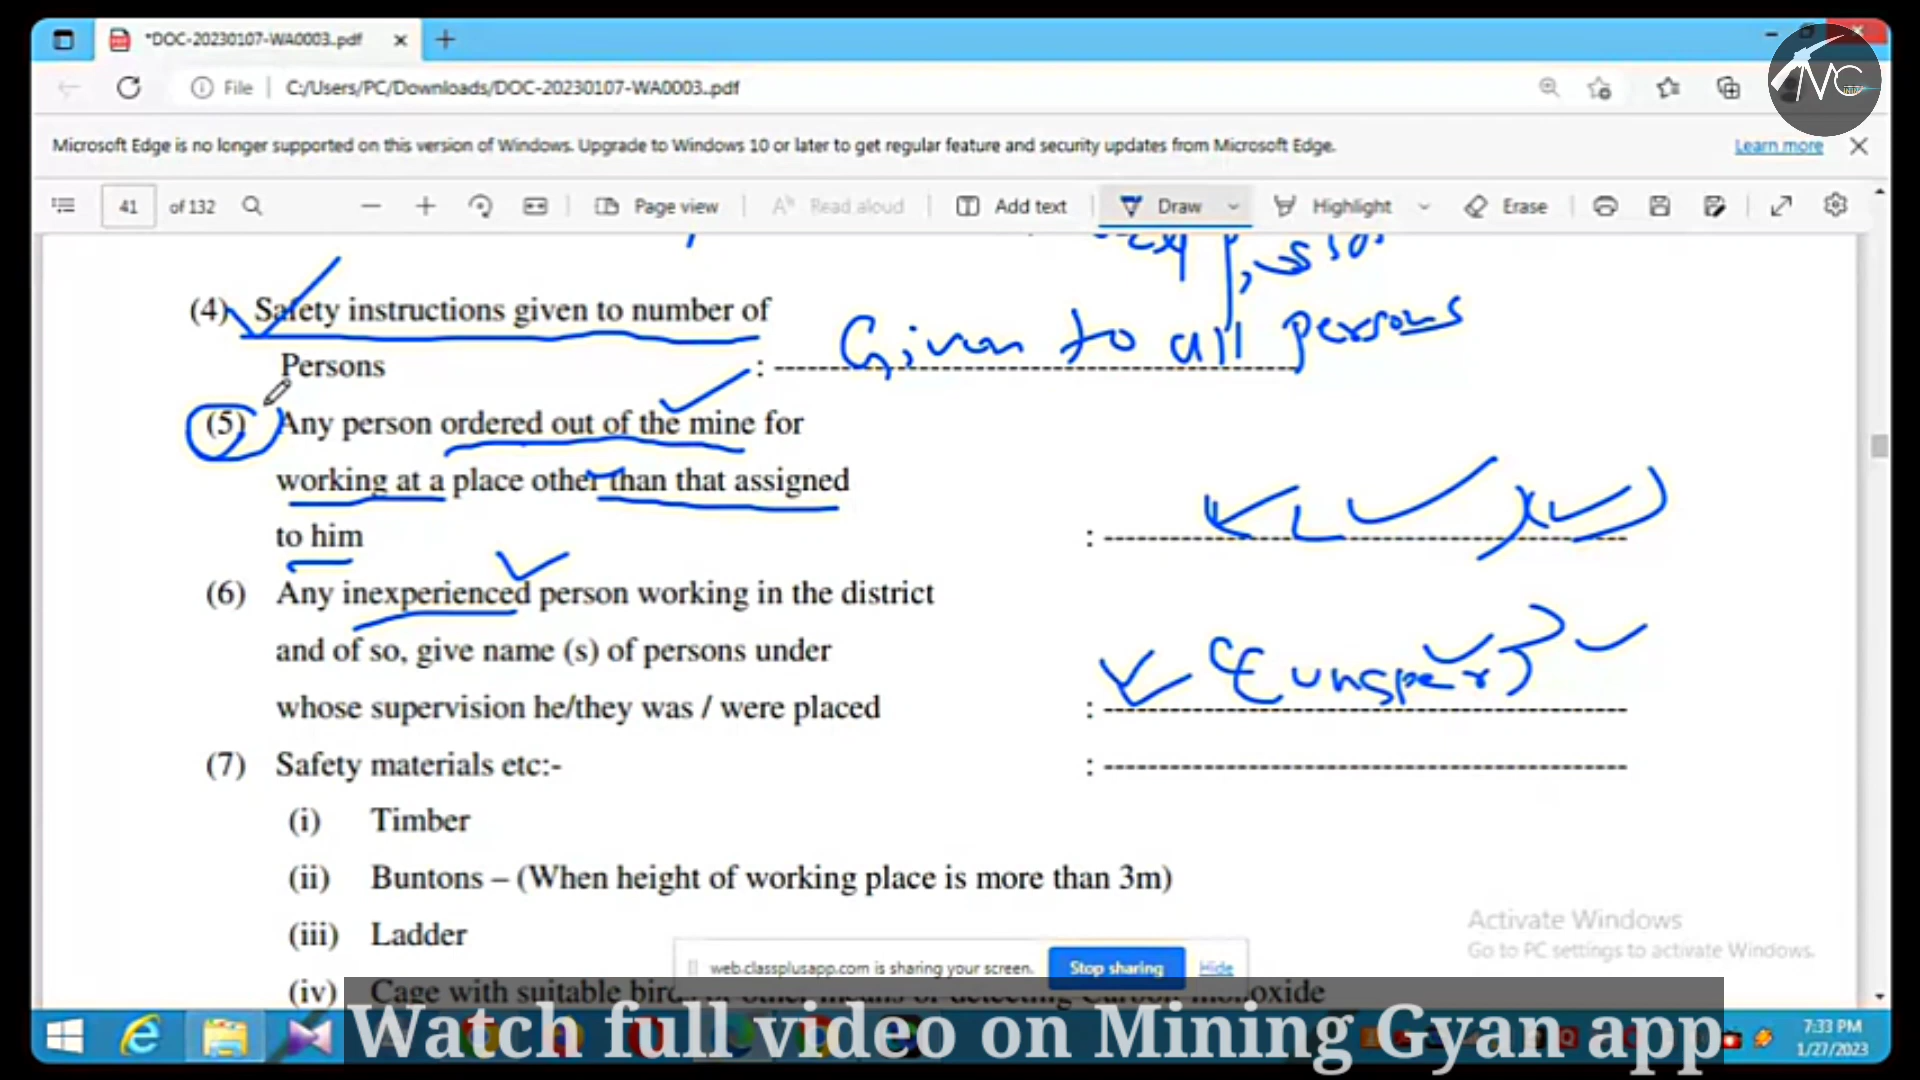 *DOC-20230107-WA0003..pdf
File C:/Users/PC/Downloads/DOC-20230107-WA0003..pdf
MC
Microsoft Edge is no longer supported on this version of Windows. Upgrade to Windows 10 or later to get regular feature and security updates from Microsoft Edge. Learn more
41 of 132 Page view Read aloud Add text Draw Highlight Erase
(4) Safety instructions given to number of
Persons : Given to all persons
(5) Any person ordered out of the mine for
working at a place other than that assigned
to him :
(6) Any inexperienced person working in the district
and of so, give name (s) of persons under
whose supervision he/they was / were placed :
(7) Safety materials etc:- :
(i) Timber
(ii) Buntons – (When height of working place is more than 3m)
(iii) Ladder
Activate Windows
Go to PC settings to activate Windows.
web.classplusapp.com is sharing your screen. Stop sharing Hide
(iv) Cage with suitable
Watch full video on Mining Gyan app
7:33 PM
1/27/2023